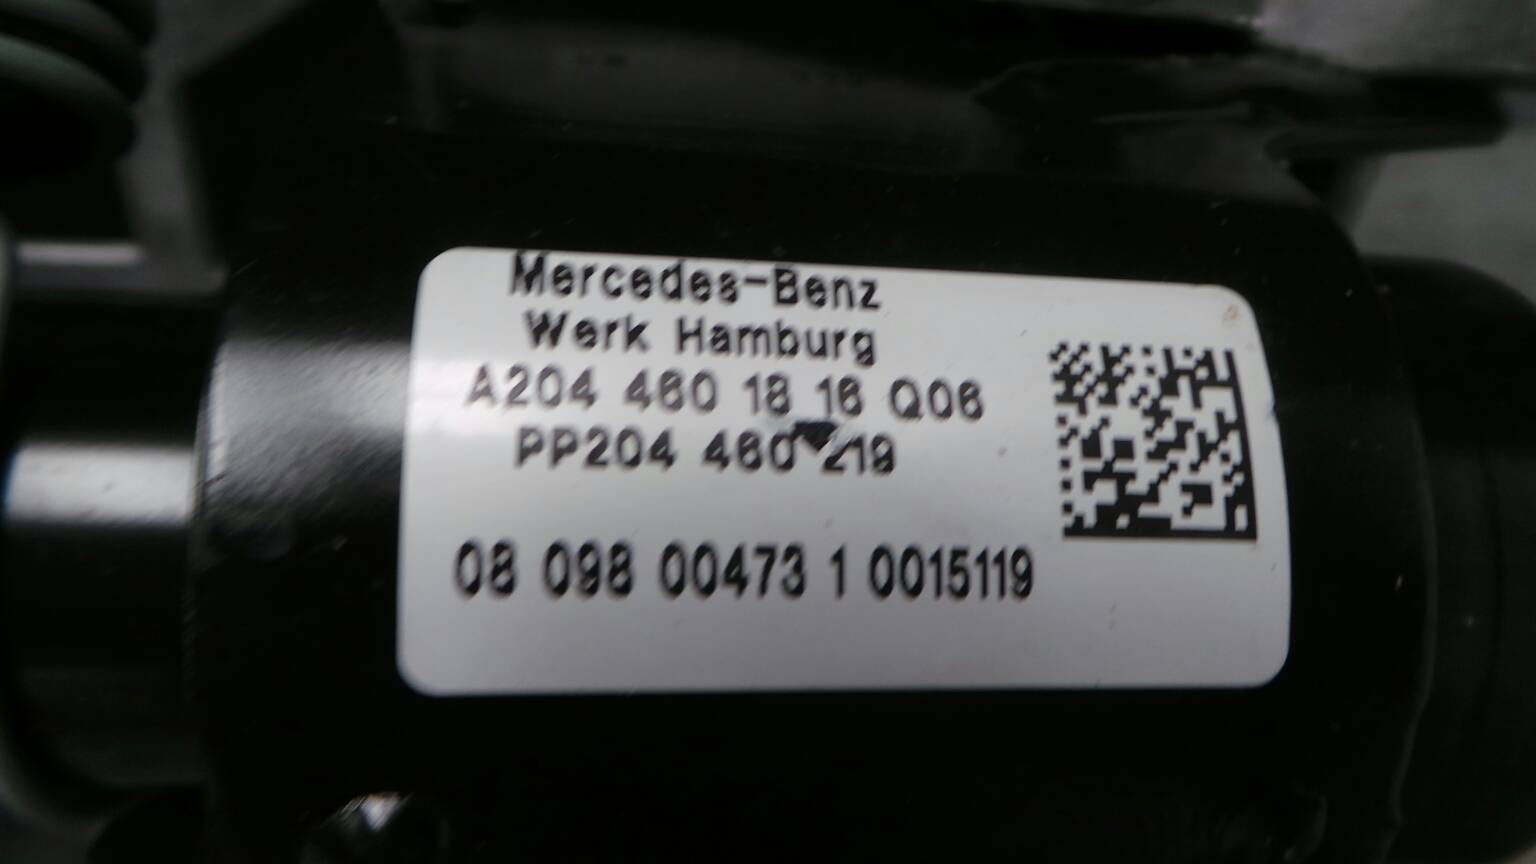 Mercedes-Benz
Werk Hamburg
A204 460 18 16 Q06
PP204 460 219
08 098 00473 1 0015119